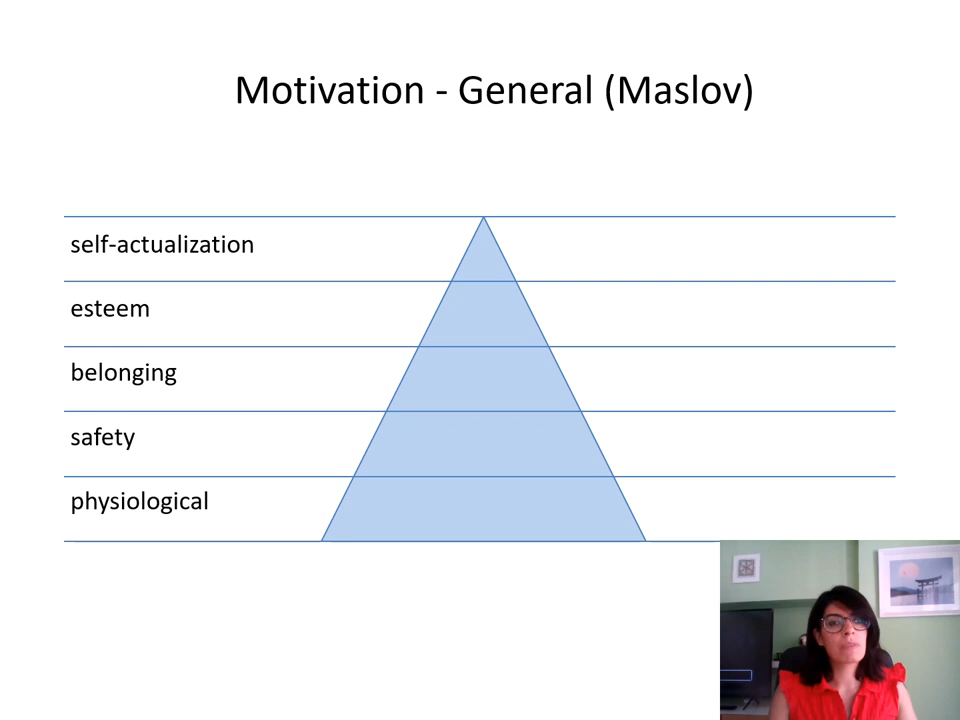 Motivation - General (Maslov)
self-actualization
esteem
belonging
safety
physiological